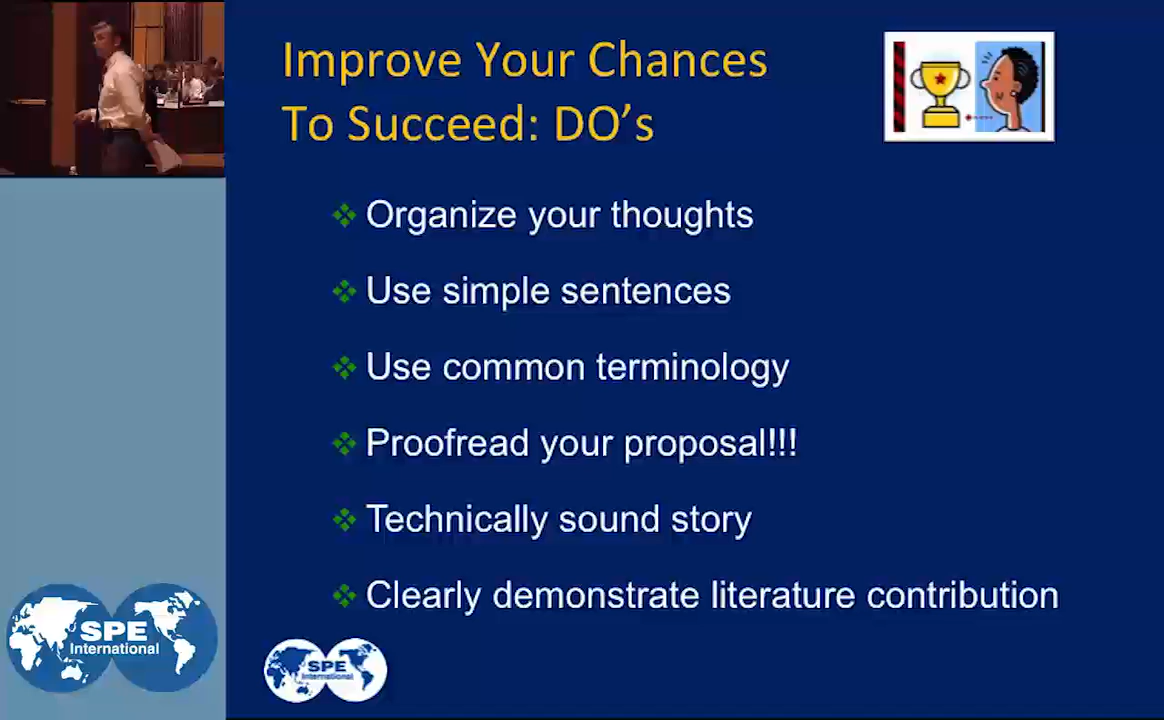 Improve Your Chances
To Succeed: DO's
Organize your thoughts
Use simple sentences
Use common terminology
Proofread your proposal!!!
Technically sound story
Clearly demonstrate literature contribution
SPE
International
SPE
International